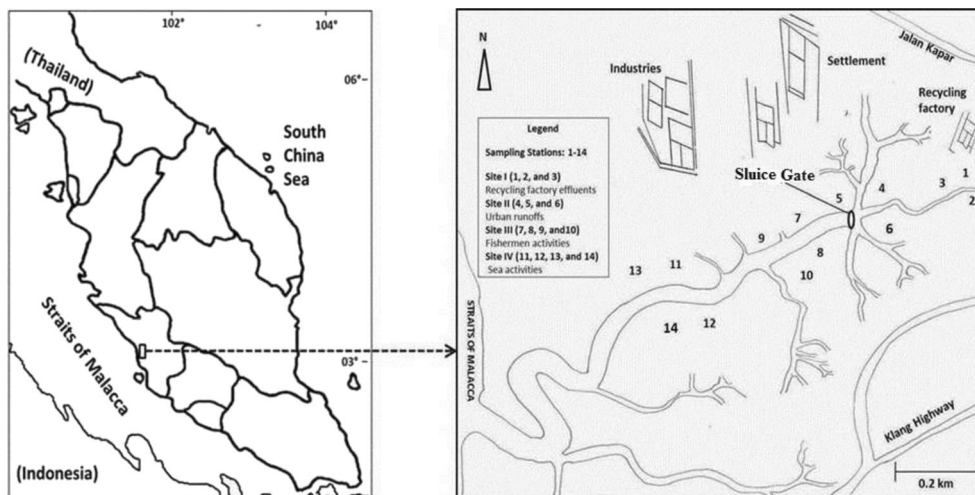 102°
104°
06°
(Thailand)
South
China
Sea
Straits of Malacca
03°
(Indonesia)
N
Jalan Kapar
Settlement
Industries
Recycling
factory
Legend
Sampling Stations: 1-14
Site I (1, 2, and 3)
Recycling factory effluents
Site II (4, 5, and 6)
Urban runoffs
Site III (7, 8, 9, and10)
Fishermen activities
Site IV (11, 12, 13, and 14)
Sea activities
Sluice Gate
1
3
4
5
2
7
6
9
8
11
13
10
14
12
STRAITS OF MALACCA
Klang Highway
0.2 km